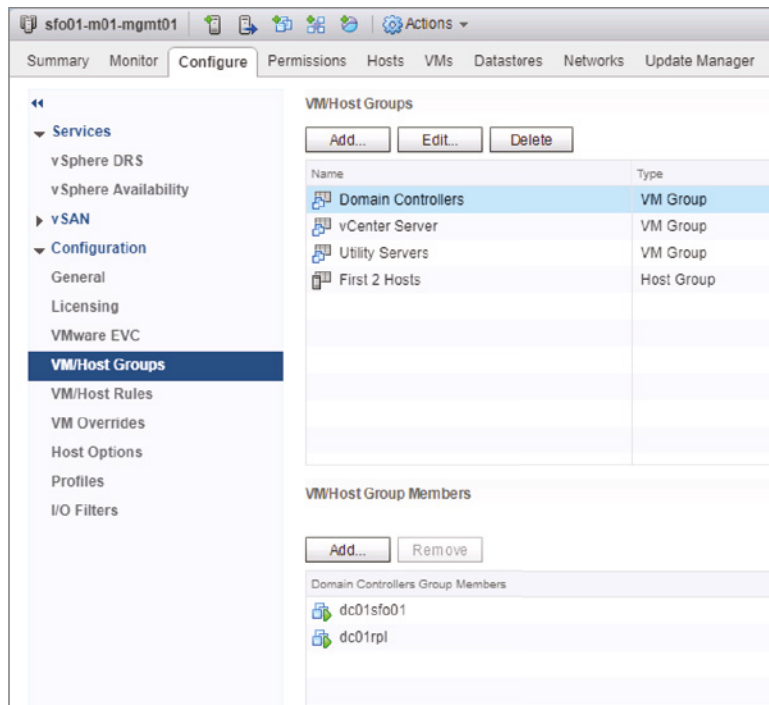 sfo01-m01-mgmt01 Actions
Summary Monitor Configure Permissions Hosts VMs Datastores Networks Update Manager
Services
vSphere DRS
vSphere Availability
vSAN
Configuration
General
Licensing
VMware EVC
VM/Host Groups
VM/Host Rules
VM Overrides
Host Options
Profiles
I/O Filters
VM/Host Groups
Add... Edit... Delete
Name Type
Domain Controllers VM Group
vCenter Server VM Group
Utility Servers VM Group
First 2 Hosts Host Group
VM/Host Group Members
Add... Remove
Domain Controllers Group Members
dc01sfo01
dc01rpl